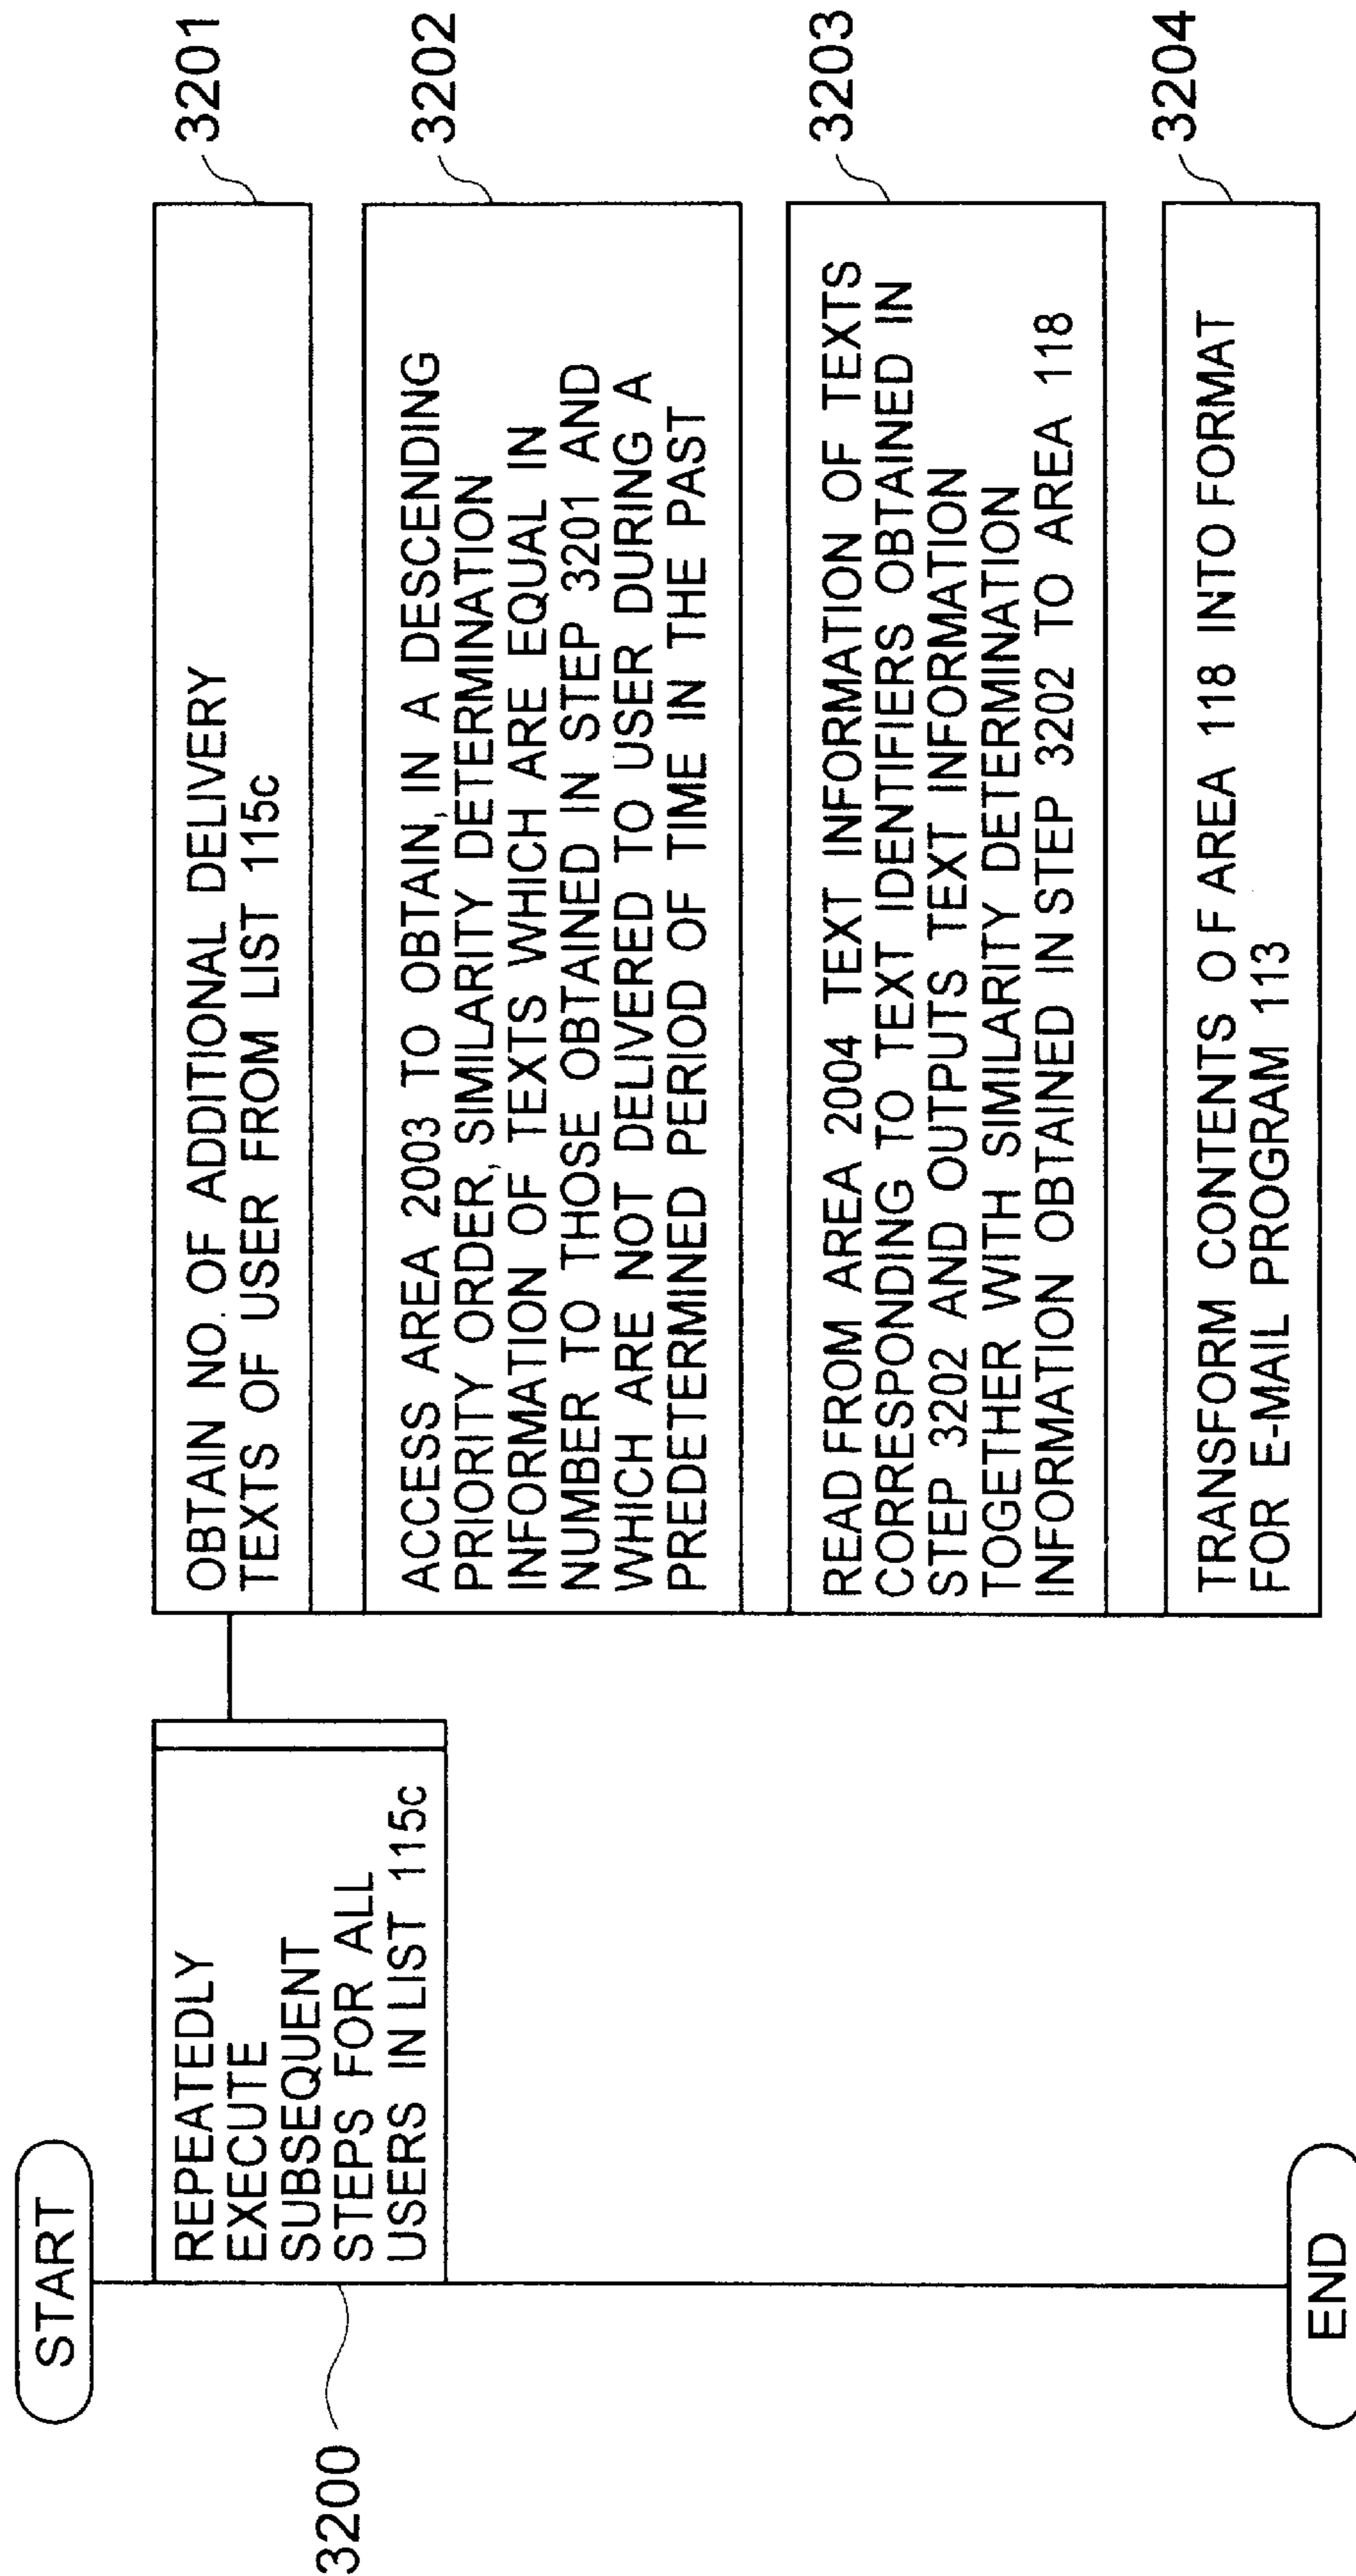 START
3200
REPEATEDLY
EXECUTE
SUBSEQUENT
STEPS FOR ALL
USERS IN LIST 115c
3201
OBTAIN NO. OF ADDITIONAL DELIVERY
TEXTS OF USER FROM LIST 115c
3202
ACCESS AREA 2003 TO OBTAIN, IN A DESCENDING
PRIORITY ORDER, SIMILARITY DETERMINATION
INFORMATION OF TEXTS WHICH ARE EQUAL IN
NUMBER TO THOSE OBTAINED IN STEP 3201 AND
WHICH ARE NOT DELIVERED TO USER DURING A
PREDETERMINED PERIOD OF TIME IN THE PAST
3203
READ FROM AREA 2004 TEXT INFORMATION OF TEXTS
CORRESPONDING TO TEXT IDENTIFIERS OBTAINED IN
STEP 3202 AND OUTPUTS TEXT INFORMATION
TOGETHER WITH SIMILARITY DETERMINATION
INFORMATION OBTAINED IN STEP 3202 TO AREA 118
3204
TRANSFORM CONTENTS O F AREA 118 INTO FORMAT
FOR E-MAIL PROGRAM 113
END